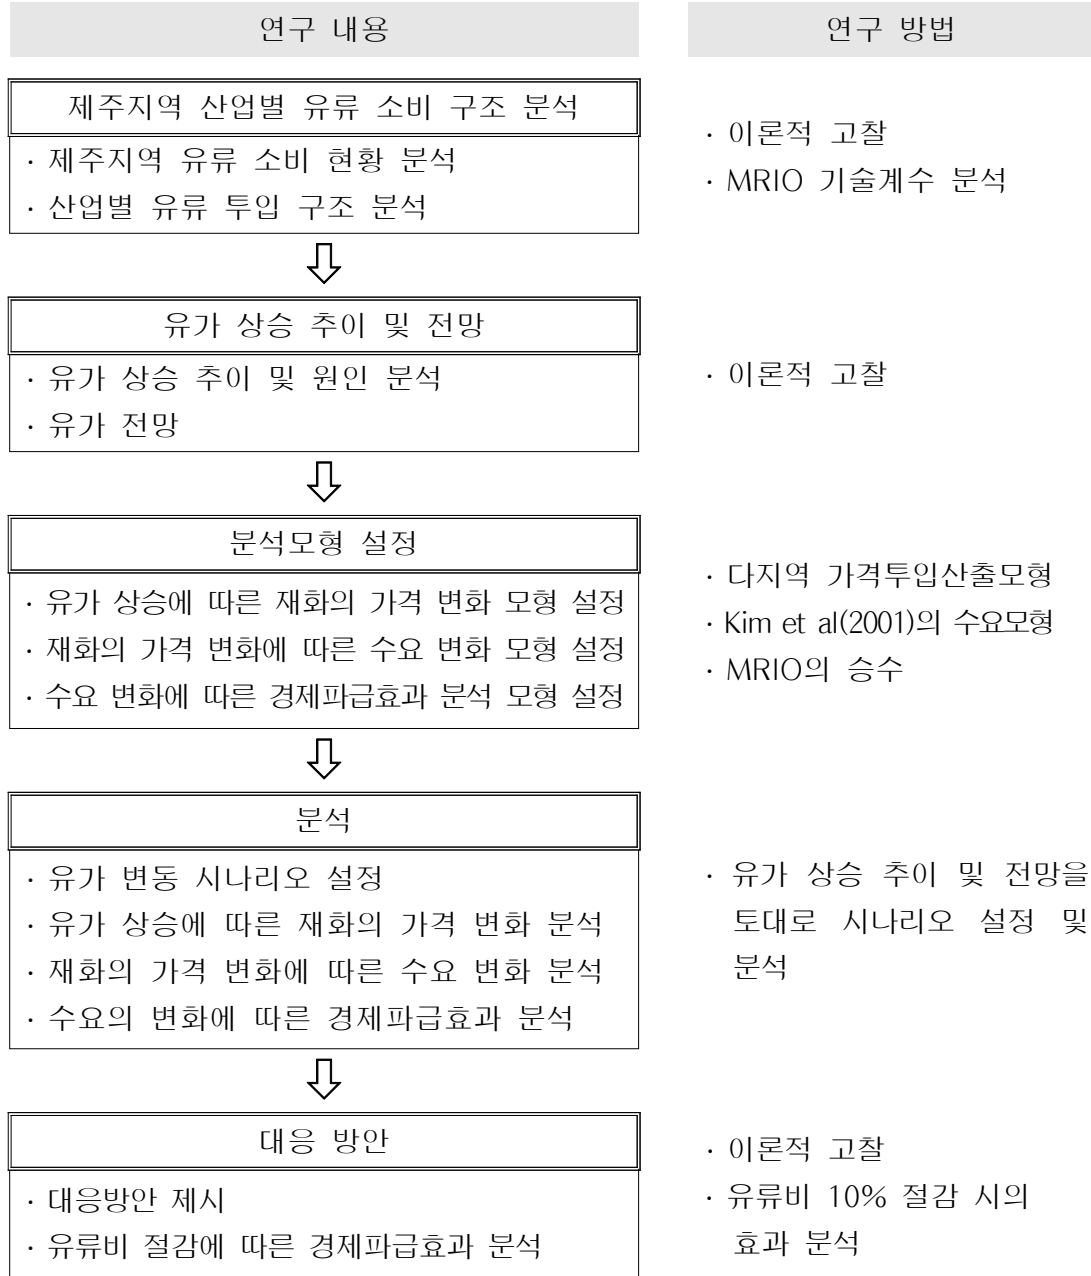 연구 내용
연구 방법
제주지역 산업별 유류 소비 구조 분석
· 제주지역 유류 소비 현황 분석
· 산업별 유류 투입 구조 분석
· 이론적 고찰
· MRIO 기술계수 분석
유가 상승 추이 및 전망
· 유가 상승 추이 및 원인 분석
· 유가 전망
· 이론적 고찰
분석모형 설정
· 유가 상승에 따른 재화의 가격 변화 모형 설정
· 재화의 가격 변화에 따른 수요 변화 모형 설정
· 수요 변화에 따른 경제파급효과 분석 모형 설정
· 다지역 가격투입산출모형
· Kim et al(2001)의 수요모형
· MRIO의 승수
분석
· 유가 변동 시나리오 설정
· 유가 상승에 따른 재화의 가격 변화 분석
· 재화의 가격 변화에 따른 수요 변화 분석
· 수요의 변화에 따른 경제파급효과 분석
· 유가 상승 추이 및 전망을
토대로 시나리오 설정 및
분석
대응 방안
· 대응방안 제시
· 유류비 절감에 따른 경제파급효과 분석
· 이론적 고찰
· 유류비 10% 절감 시의
효과 분석